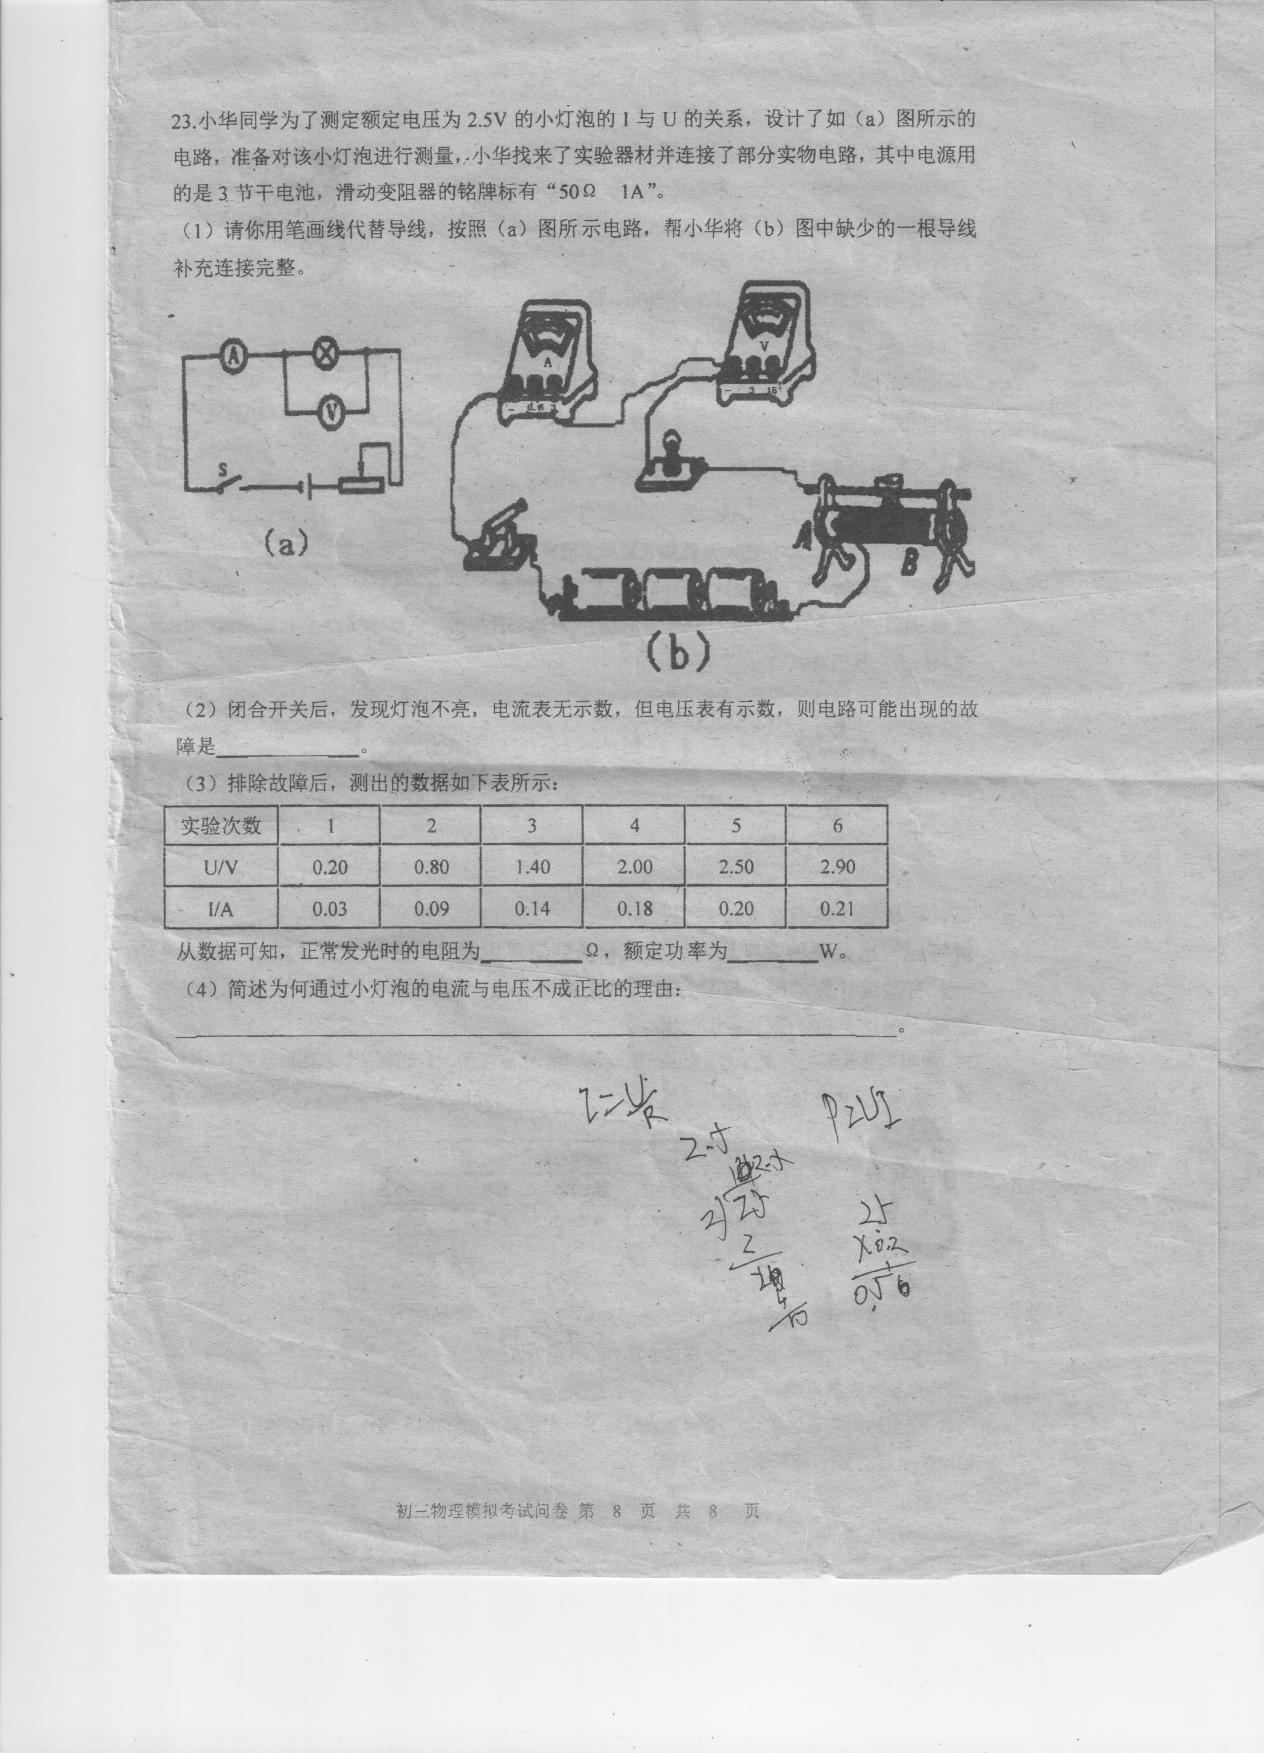 23.小华同学为了测定额定电压为2.5V的小灯泡的I与U的关系，设计了如（a）图所示的
电路，准备对该小灯泡进行测量，小华找来了实验器材并连接了部分实物电路，其中电源用
的是3节干电池，滑动变阻器的铭牌标有“50Ω 1A”。
（1）请你用笔画线代替导线，按照（a）图所示电路，帮小华将（b）图中缺少的一根导线
补充连接完整。
A
V
S
(a)
A
- 0.6 3
V
- 3 15
A
B
(b)
（2）闭合开关后，发现灯泡不亮，电流表无示数，但电压表有示数，则电路可能出现的故
障是____________。
（3）排除故障后，测出的数据如下表所示：
实验次数 1 2 3 4 5 6
U/V 0.20 0.80 1.40 2.00 2.50 2.90
I/A 0.03 0.09 0.14 0.18 0.20 0.21
从数据可知，正常发光时的电阻为________Ω，额定功率为________W。
（4）简述为何通过小灯泡的电流与电压不成正比的理由：
____________________________________。
I=U/R
P=UI
2.5
2)25
2
25
×0.2
初三物理模拟考试问卷 第 8 页 共 8 页